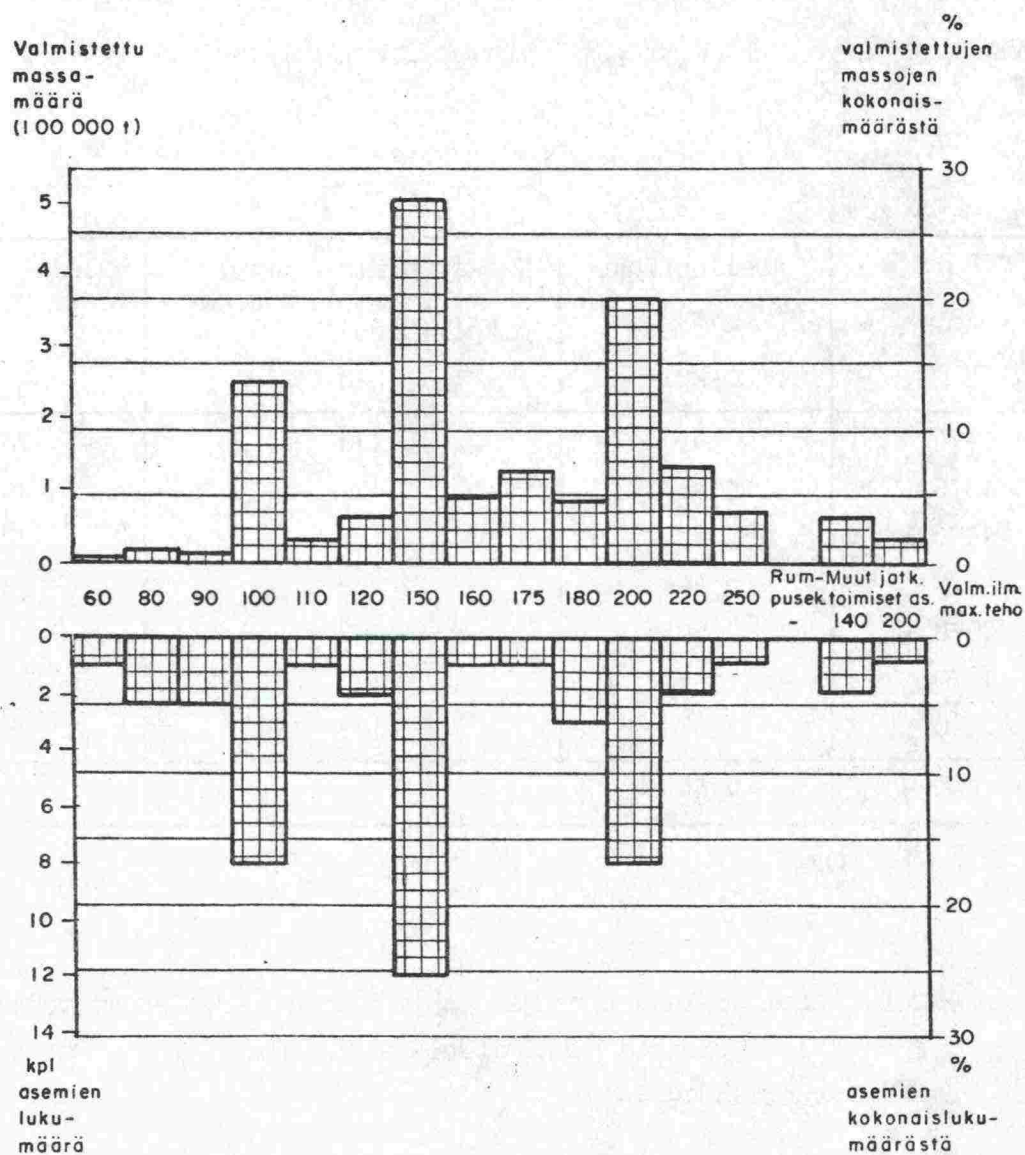 Valmistettu
massa-
määrä
(100 000 t)
%
valmistettujen
massojen
kokonais-
määrästä
5
4
3
2
1
0
30
20
10
0
60 80 90 100 110 120 150 160 175 180 200 220 250
Rum- Muut jatk.
pusek. toimiset as.
- 140 200
Valm.ilm.
max.teho
0
2
4
6
8
10
12
14
0
10
20
30
kpl
asemien
luku-
määrä
%
asemien
kokonaisluku-
määrästä